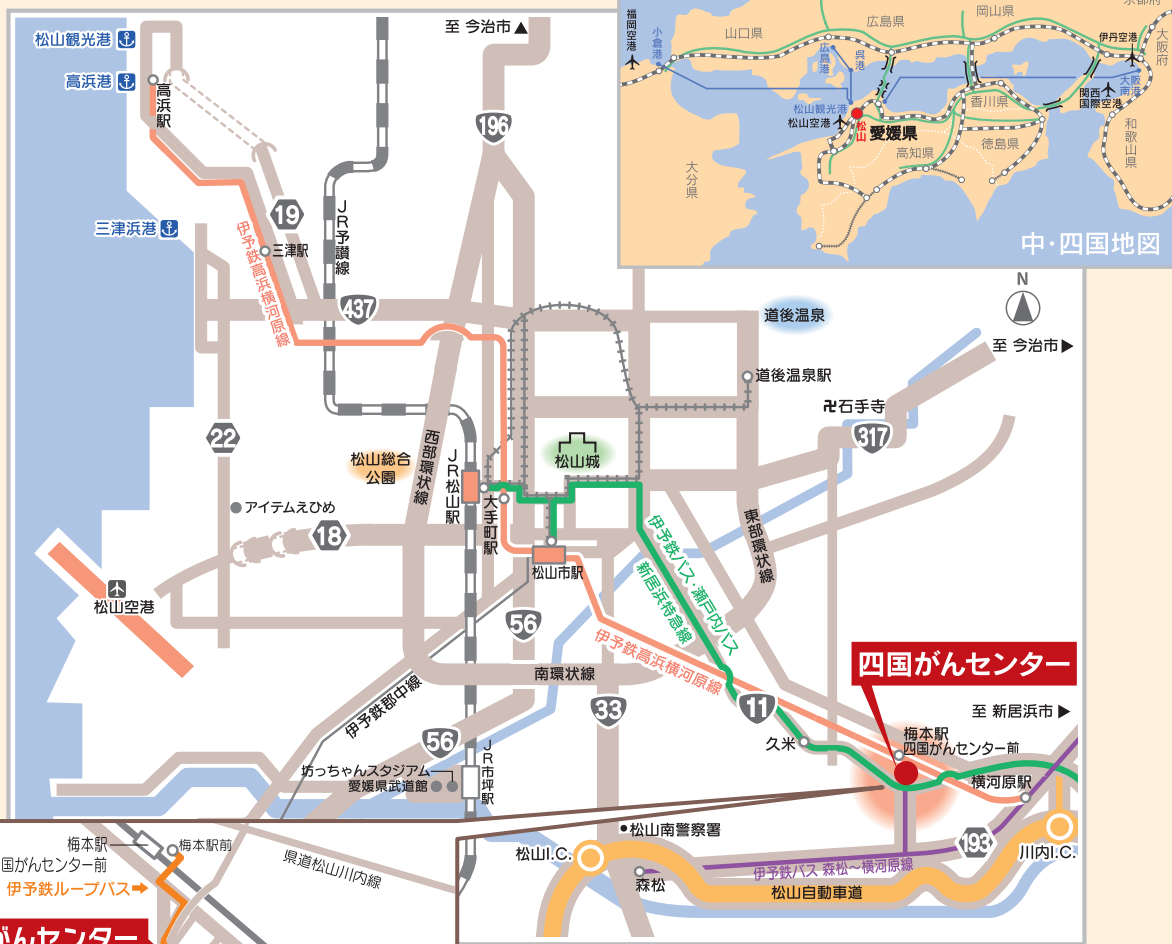 至 今治市▲
松山観光港
高浜港
高浜駅
196
19
三津浜港
三津駅
伊予鉄高浜横河原線
JR予讃線
437
福岡空港
小倉港
山口県
広島県
岡山県
広島港
呉港
伊丹空港
大阪府
大阪南港
関西国際空港
松山観光港
松山空港
松山
愛媛県
香川県
徳島県
高知県
和歌山県
大分県
中・四国地図
N
道後温泉
至 今治市▶
道後温泉駅
卍石手寺
317
22
西部環状線
松山総合
公園
JR松山駅
松山城
アイテムえひめ
18
大手町駅
東部環状線
松山市駅
伊予鉄バス・瀬戸内バス
新居浜特急線
松山空港
56
伊予鉄高浜横河原線
四国がんセンター
南環状線
伊予鉄郡中線
33
11
至 新居浜市▶
56
久米
梅本駅
四国がんセンター前
JR市坪駅
坊っちゃんスタジアム
愛媛県武道館
横河原駅
193
松山南警察署
松山I.C.
川内I.C.
森松
伊予鉄バス 森松〜横河原線
松山自動車道
梅本駅
国がんセンター前
梅本駅前
伊予鉄ループバス➡
県道松山川内線
がんセンター